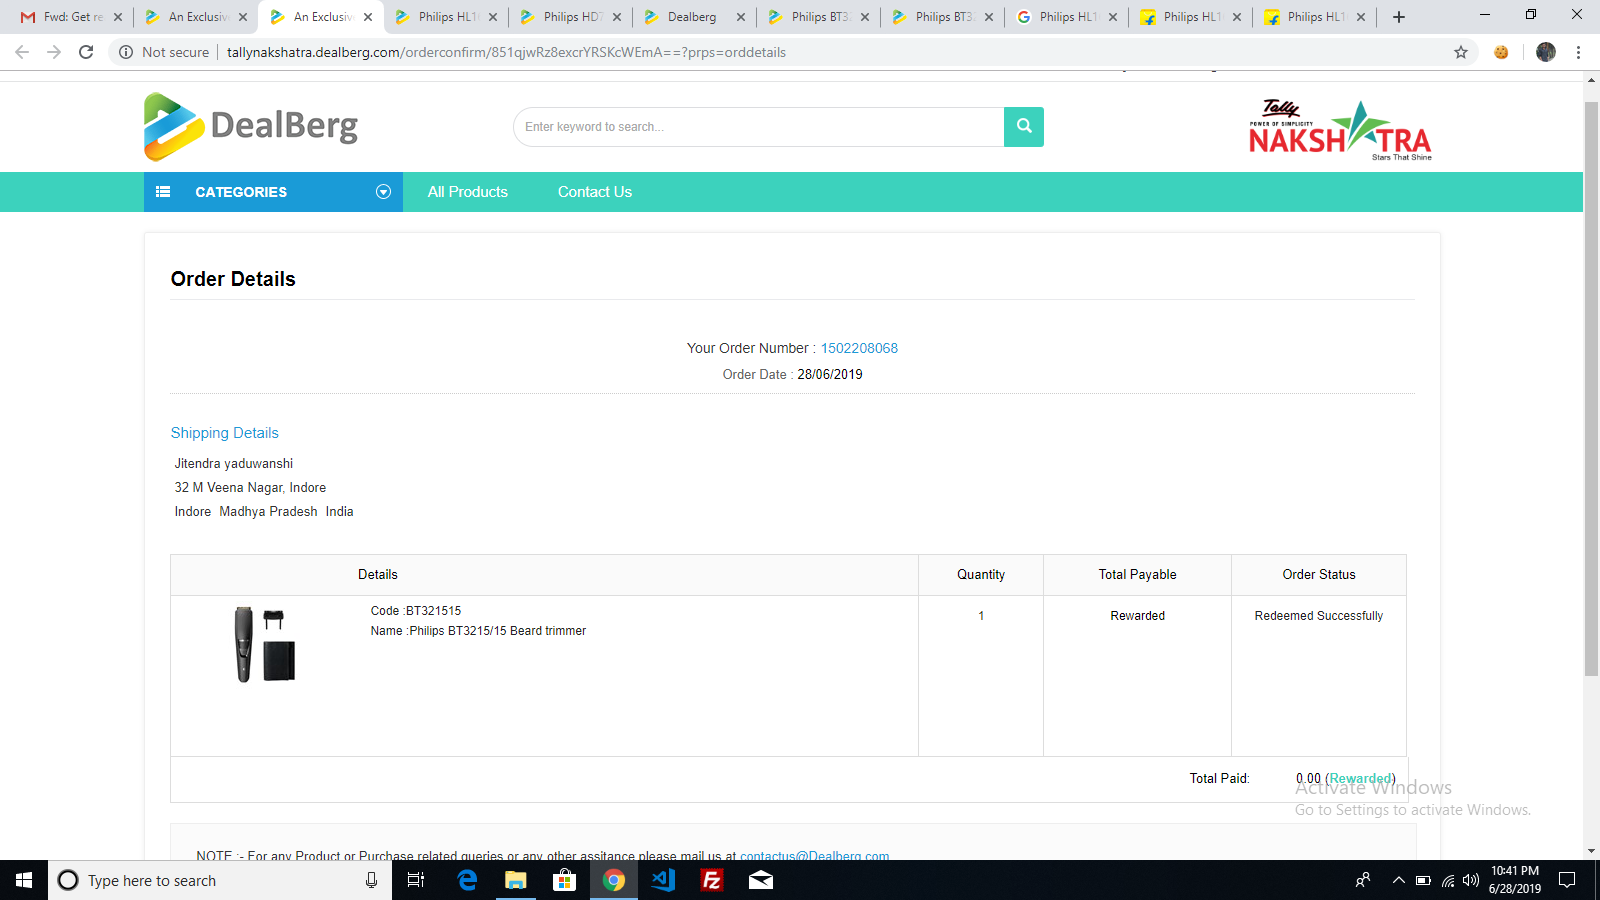 Fwd: Get re
An Exclusiv
An Exclusiv
Philips HL1
Philips HD7
Dealberg
Philips BT3
Philips BT3
Philips HL1
Philips HL1
Philips HL1
Not secure
tallynakshatra.dealberg.com/orderconfirm/851qjwRz8excrYRSKcWEmA==?prps=orddetails
DealBerg
Enter keyword to search...
Tally
POWER OF SIMPLICITY
NAKSHATRA
Stars That Shine
CATEGORIES
All Products
Contact Us
Order Details
Your Order Number : 1502208068
Order Date : 28/06/2019
Shipping Details
Jitendra yaduwanshi
32 M Veena Nagar, Indore
Indore Madhya Pradesh India
Details Quantity Total Payable Order Status
Code :BT321515
Name :Philips BT3215/15 Beard trimmer
1
Rewarded
Redeemed Successfully
Total Paid: 0.00 (Rewarded)
Activate Windows
Go to Settings to activate Windows.
NOTE :- For any Product or Purchase related queries or any other assitance please mail us at contactus@Dealberg.com
Type here to search
10:41 PM
6/28/2019